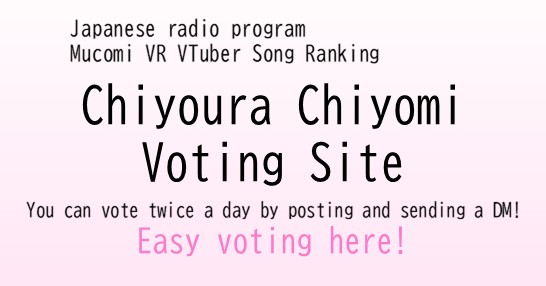 Japanese radio program
Mucomi VR VTuber Song Ranking
Chiyoura Chiyomi
Voting Site
You can vote twice a day by posting and sending a DM!
Easy voting here!